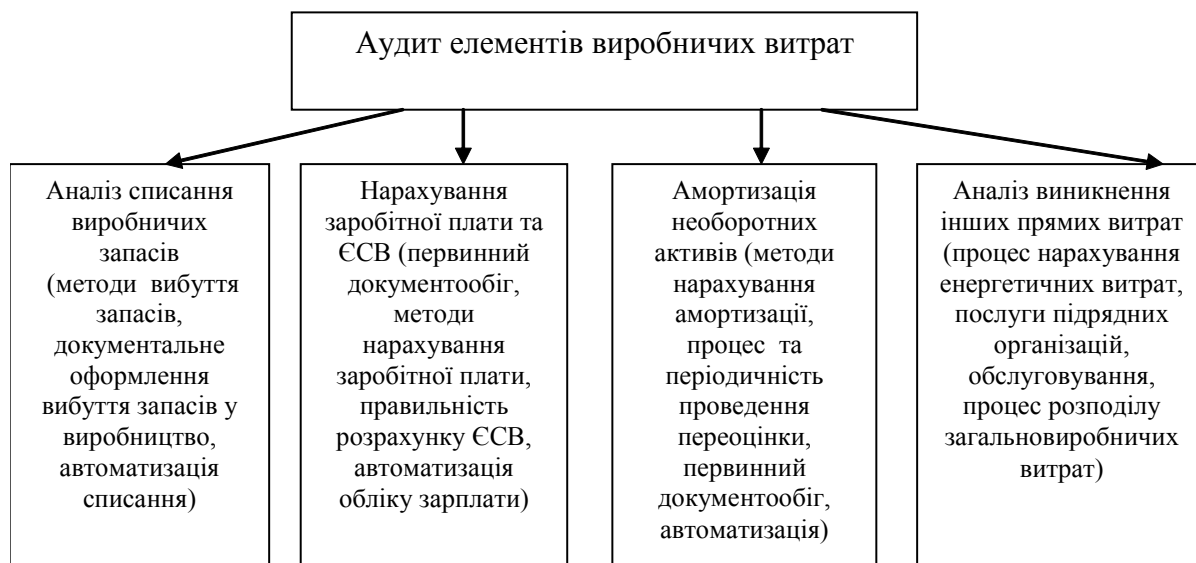 Аудит елементів виробничих витрат
Аналіз списання
виробничих
запасів
(методи вибуття
запасів,
документальне
оформлення
вибуття запасів у
виробництво,
автоматизація
списання)
Нарахування
заробітної плати та
ЄСВ (первинний
документообіг,
методи
нарахування
заробітної плати,
правильність
розрахунку ЄСВ,
автоматизація
обліку зарплати)
Амортизація
необоротних
активів (методи
нарахування
амортизації,
процес та
періодичність
проведення
переоцінки,
первинний
документообіг,
автоматизація)
Аналіз виникнення
інших прямих витрат
(процес нарахування
енергетичних витрат,
послуги підрядних
організацій,
обслуговування,
процес розподілу
загальновиробничих
витрат)